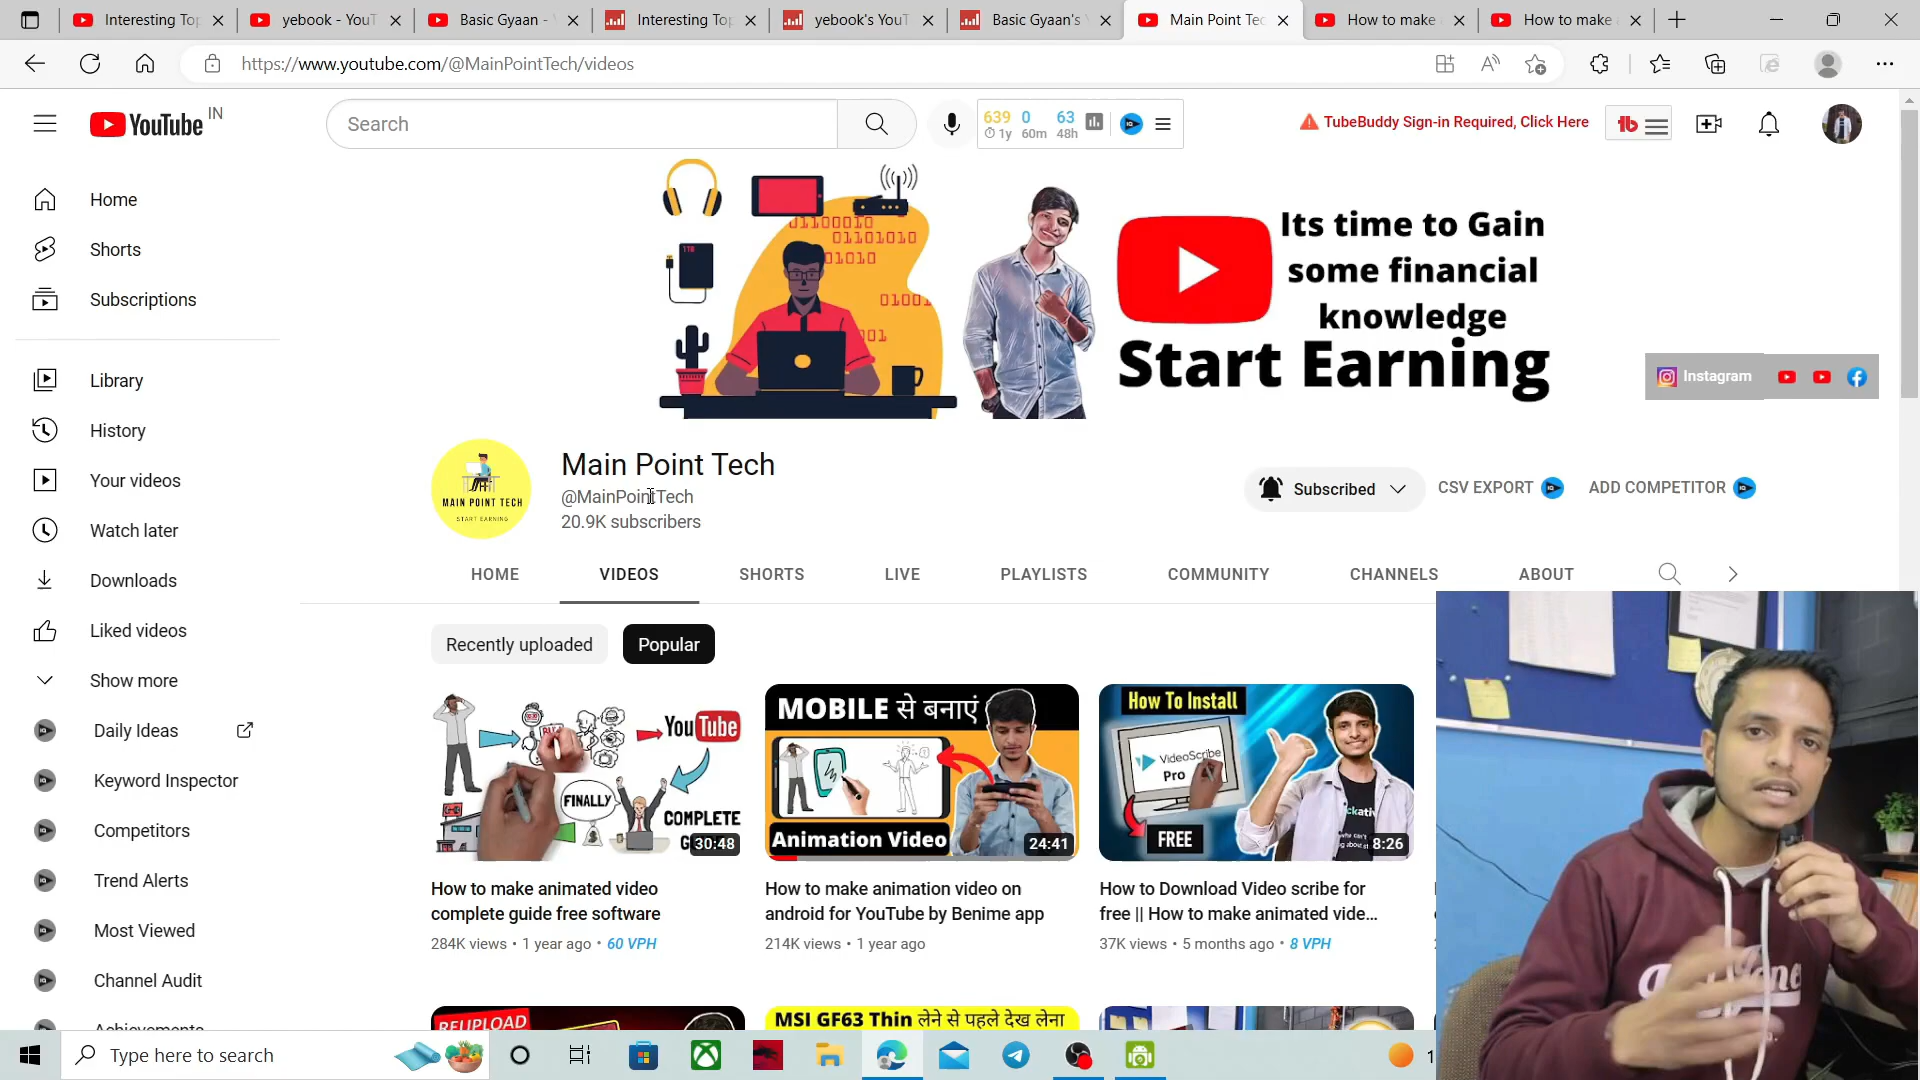 Interesting To
yebook - YouT
Basic Gyaan -
Interesting To
yebook's YouT
Basic Gyaan's
Main Point Tec
How to make
How to make
https://www.youtube.com/@MainPointTech/videos
YouTube IN
Search
639 0 63
1y 60m 48h
TubeBuddy Sign-in Required, Click Here
tb
Home
Shorts
Subscriptions
Library
History
Your videos
Watch later
Downloads
Liked videos
Show more
Daily Ideas
Keyword Inspector
Competitors
Trend Alerts
Most Viewed
Channel Audit
Achievements
Its time to Gain
some financial
knowledge
Start Earning
Instagram
MAIN POINT TECH
START EARNING
Main Point Tech
@MainPointTech
20.9K subscribers
Subscribed
CSV EXPORT
ADD COMPETITOR
HOME
VIDEOS
SHORTS
LIVE
PLAYLISTS
COMMUNITY
CHANNELS
ABOUT
Recently uploaded
Popular
YouTube
FINALLY
COMPLETE
30:48
MOBILE से बनाएं
Animation Video
24:41
How To Install
VideoScribe
Pro
FREE
8:26
How to make animated video
complete guide free software
284K views • 1 year ago • 60 VPH
How to make animation video on
android for YouTube by Benime app
214K views • 1 year ago
How to Download Video scribe for
free || How to make animated vide...
37K views • 5 months ago • 8 VPH
REUPLOAD
MSI GF63 Thin लेने से पहले देख लेना
Type here to search